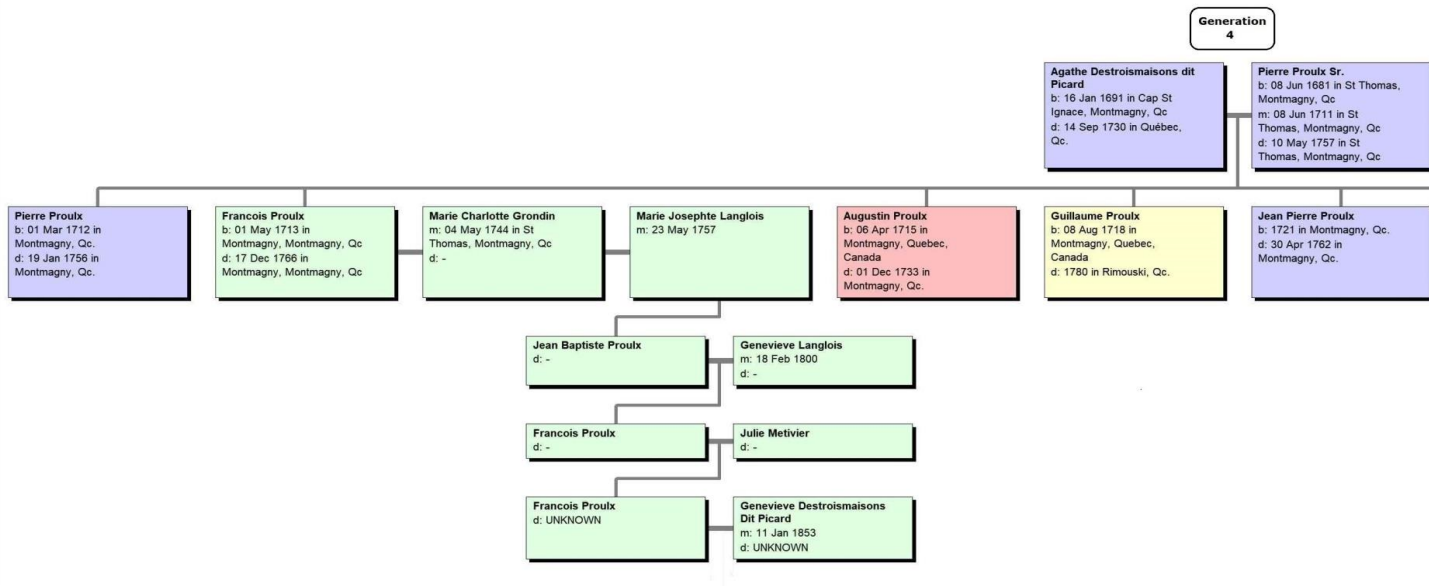 Generation
4
Agathe Destroismaisons dit
Picard
b: 16 Jan 1691 in Cap St
Ignace, Montmagny, Qc
d: 14 Sep 1730 in Québec,
Qc.
Pierre Proulx Sr.
b: 08 Jun 1681 in St Thomas,
Montmagny, Qc
m: 08 Jun 1711 in St
Thomas, Montmagny, Qc
d: 10 May 1757 in St
Thomas, Montmagny, Qc
Pierre Proulx
b: 01 Mar 1712 in
Montmagny, Qc.
d: 19 Jan 1756 in
Montmagny, Qc.
Francois Proulx
b: 01 May 1713 in
Montmagny, Montmagny, Qc
d: 17 Dec 1766 in
Montmagny, Montmagny, Qc
Marie Charlotte Grondin
m: 04 May 1744 in St
Thomas, Montmagny, Qc
d: -
Marie Josephte Langlois
m: 23 May 1757
Augustin Proulx
b: 06 Apr 1715 in
Montmagny, Quebec,
Canada
d: 01 Dec 1733 in
Montmagny, Qc.
Guillaume Proulx
b: 08 Aug 1718 in
Montmagny, Quebec,
Canada
d: 1780 in Rimouski, Qc.
Jean Pierre Proulx
b: 1721 in Montmagny, Qc.
d: 30 Apr 1762 in
Montmagny, Qc.
Jean Baptiste Proulx
d: -
Genevieve Langlois
m: 18 Feb 1800
d: -
Francois Proulx
d: -
Julie Metivier
d: -
Francois Proulx
d: UNKNOWN
Genevieve Destroismaisons
Dit Picard
m: 11 Jan 1853
d: UNKNOWN